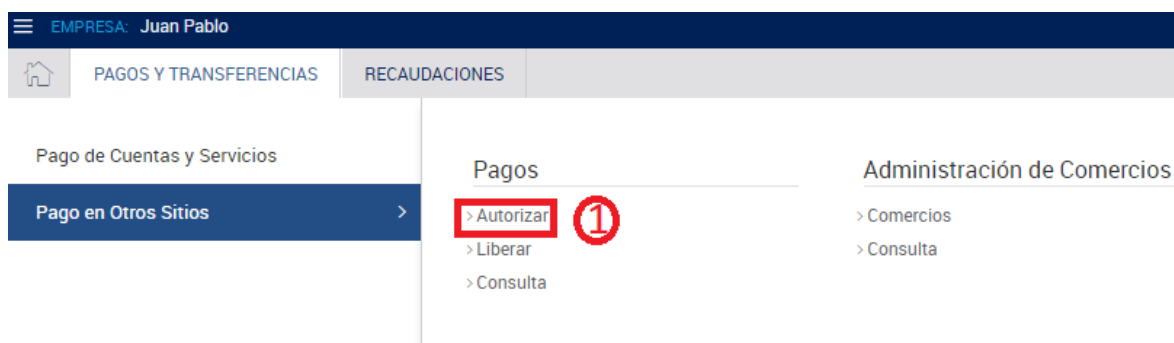 EMPRESA: Juan Pablo
PAGOS Y TRANSFERENCIAS RECAUDACIONES
Pago de Cuentas y Servicios
Pago en Otros Sitios >
Pagos
> Autorizar 1
> Liberar
> Consulta
Administración de Comercios
> Comercios
> Consulta